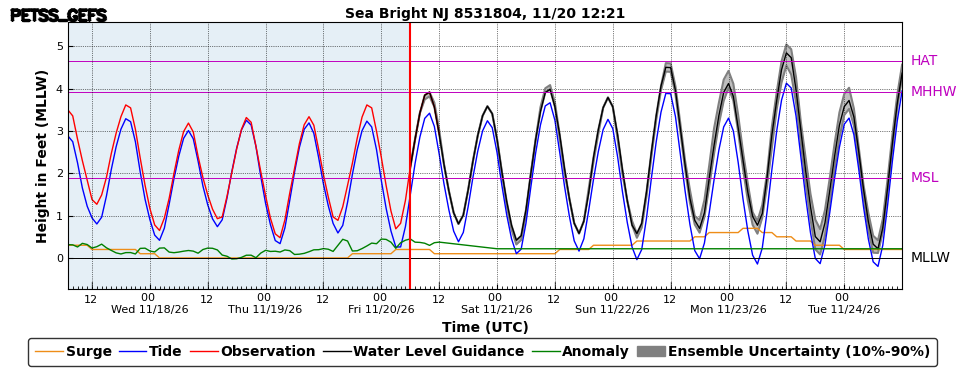 PETSS_GEFS
Sea Bright NJ 8531804, 11/20 12:21
Height in Feet (MLLW)
5
4
3
2
1
0
HAT
MHHW
MSL
MLLW
12 00 12 00 12 00 12 00 12 00 12 00 12 00
Wed 11/18/26 Thu 11/19/26 Fri 11/20/26 Sat 11/21/26 Sun 11/22/26 Mon 11/23/26 Tue 11/24/26
Time (UTC)
Surge Tide Observation Water Level Guidance Anomaly Ensemble Uncertainty (10%-90%)